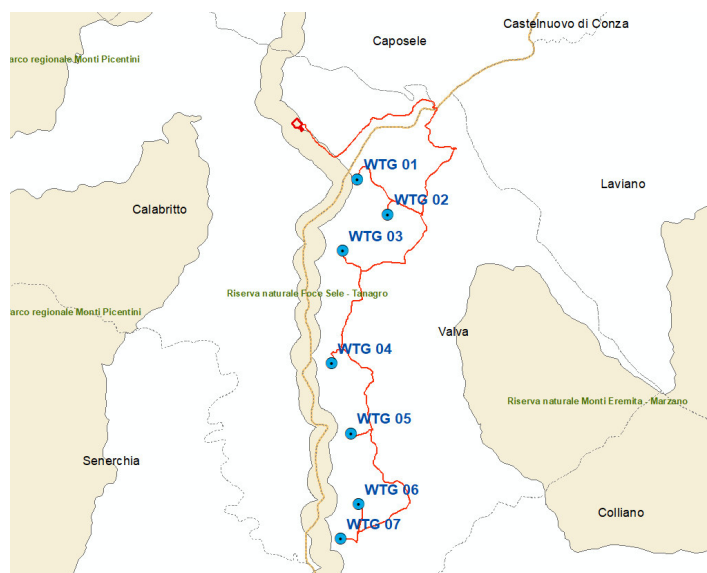 Castelnuovo di Conza
Caposele
arco regionale Monti Picentini
WTG 01
Laviano
WTG 02
Calabritto
WTG 03
Riserva naturale Foce Sele - Tanagro
arco regionale Monti Picentini
Valva
WTG 04
Riserva naturale Monti Eremita - Marzano
WTG 05
Senerchia
WTG 06
Colliano
WTG 07